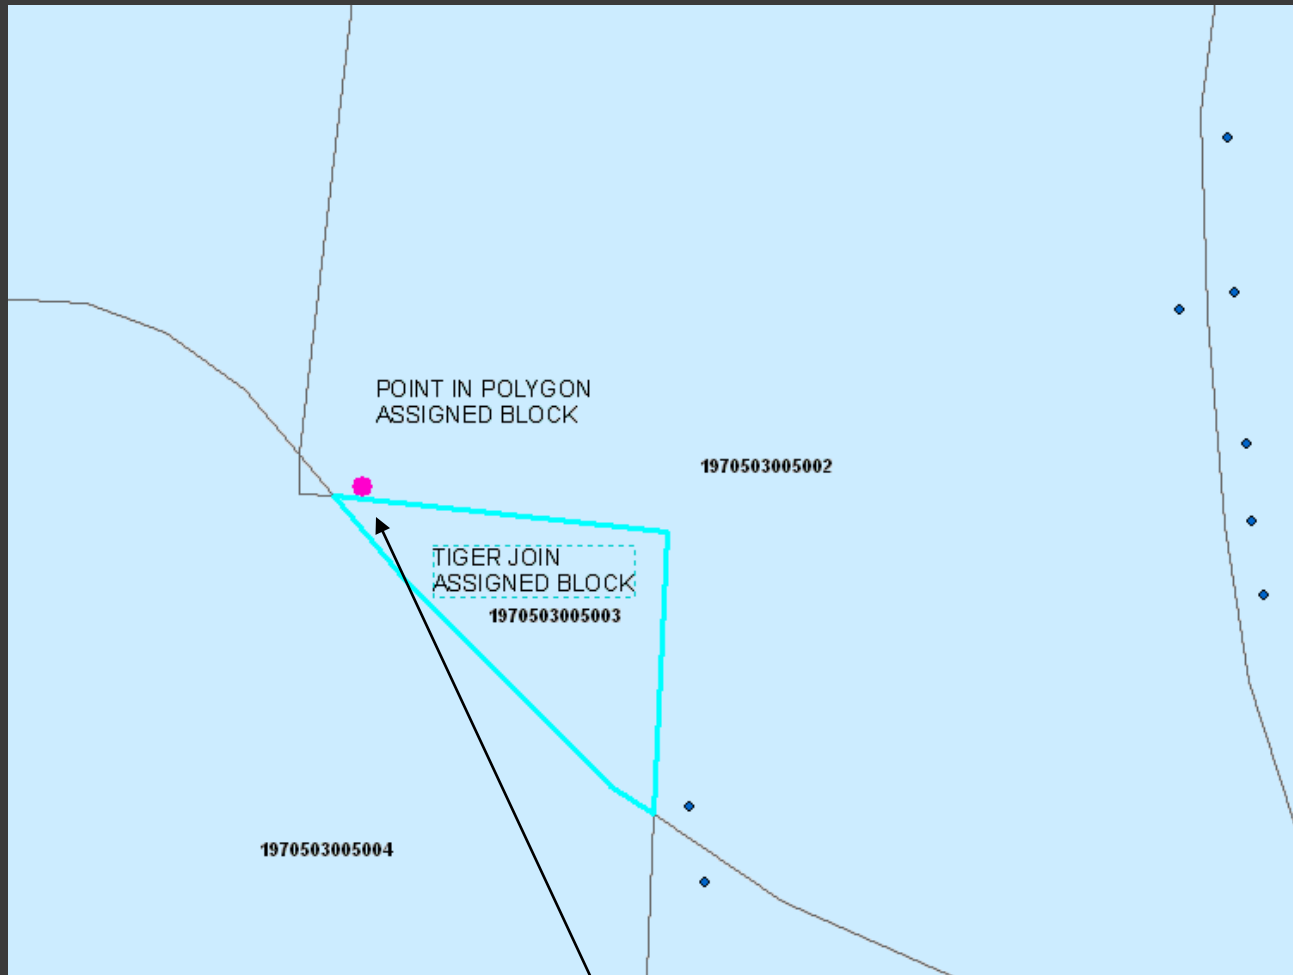 POINT IN POLYGON
ASSIGNED BLOCK
1970503005002
TIGER JOIN
ASSIGNED BLOCK
1970503005003
1970503005004